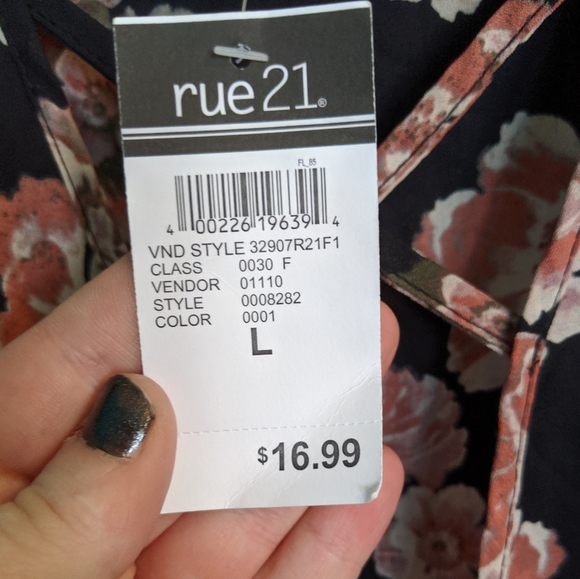 rue21®
FL_85
4 00226 19639 4
VND STYLE 32907R21F1
CLASS 0030 F
VENDOR 01110
STYLE 0008282
COLOR 0001
L
$16.99